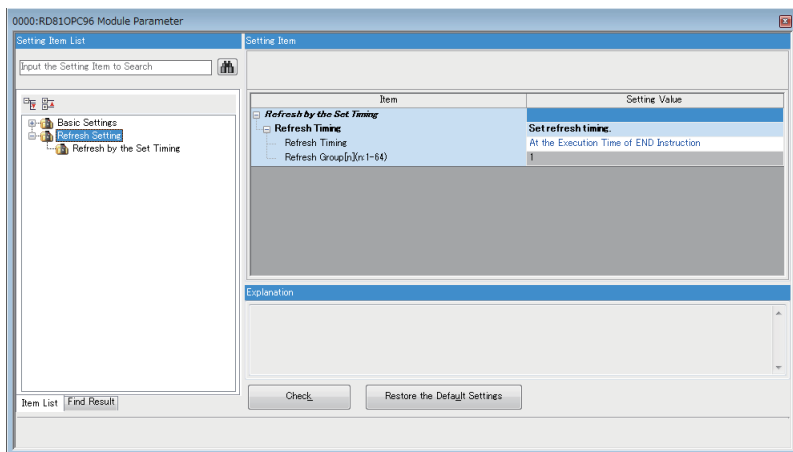 0000:RD81OPC96 Module Parameter
Setting Item List
Input the Setting Item to Search
Basic Settings
Refresh Setting
Refresh by the Set Timing
Item List
Find Result
Setting Item
Item Setting Value
Refresh by the Set Timing
Refresh Timing Set refresh timing.
Refresh Timing At the Execution Time of END Instruction
Refresh Group[n](n:1-64) 1
Explanation
Check
Restore the Default Settings